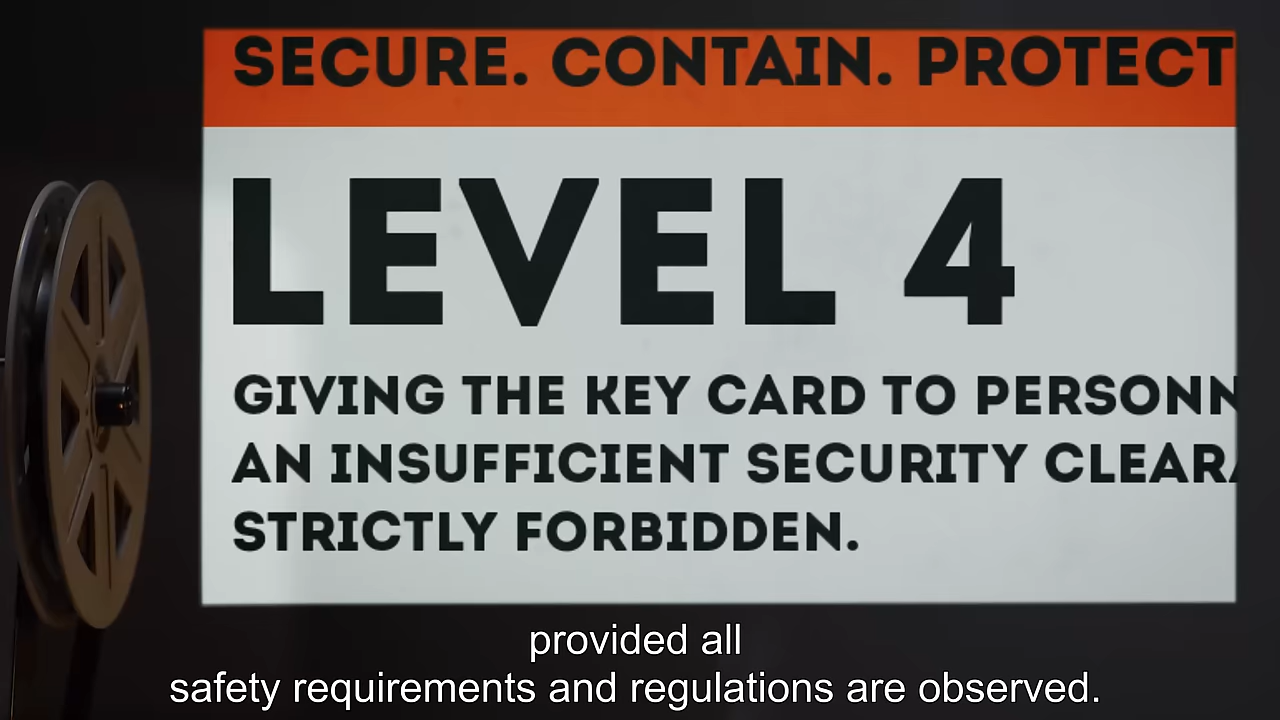 SECURE. CONTAIN. PROTECT
LEVEL 4
GIVING THE KEY CARD TO PERSONN
AN INSUFFICIENT SECURITY CLEARA
STRICTLY FORBIDDEN.
provided all
safety requirements and regulations are observed.